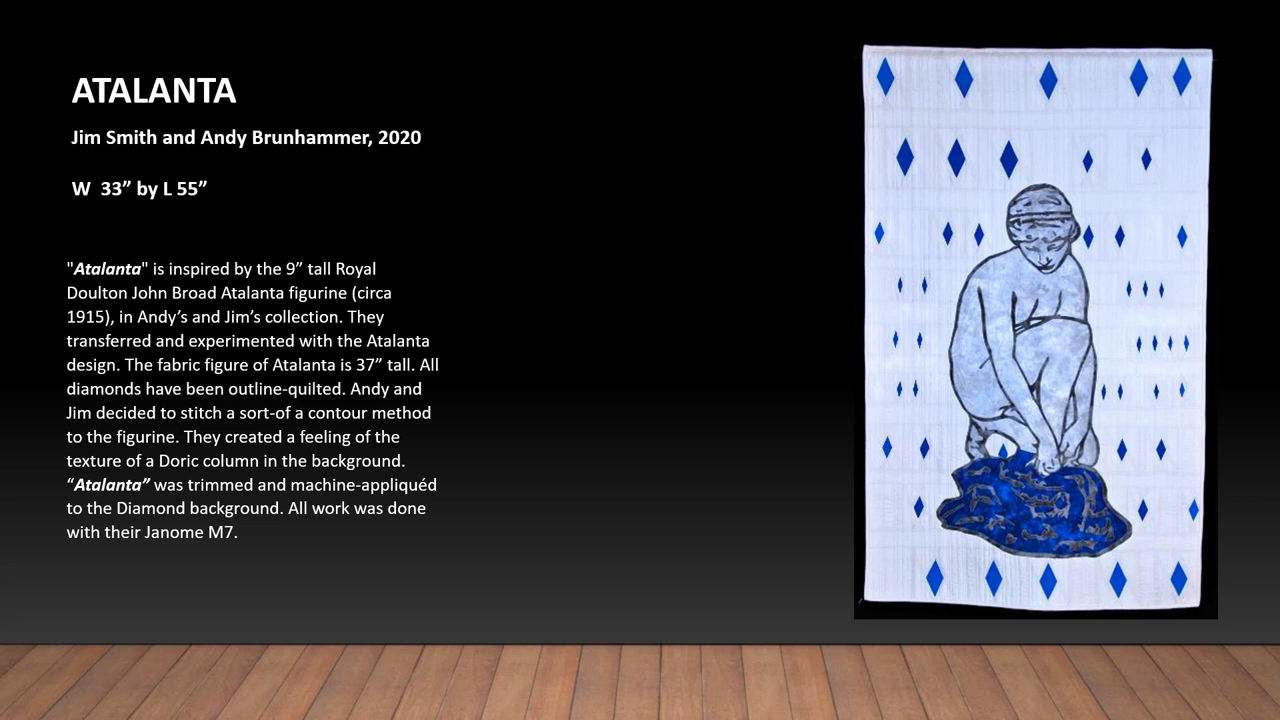 ATALANTA
Jim Smith and Andy Brunhammer, 2020
W  33” by L 55”
"Atalanta" is inspired by the 9” tall Royal
Doulton John Broad Atalanta figurine (circa
1915), in Andy’s and Jim’s collection. They
transferred and experimented with the Atalanta
design. The fabric figure of Atalanta is 37” tall. All
diamonds have been outline-quilted. Andy and
Jim decided to stitch a sort-of a contour method
to the figurine. They created a feeling of the
texture of a Doric column in the background.
“Atalanta” was trimmed and machine-appliquéd
to the Diamond background. All work was done
with their Janome M7.